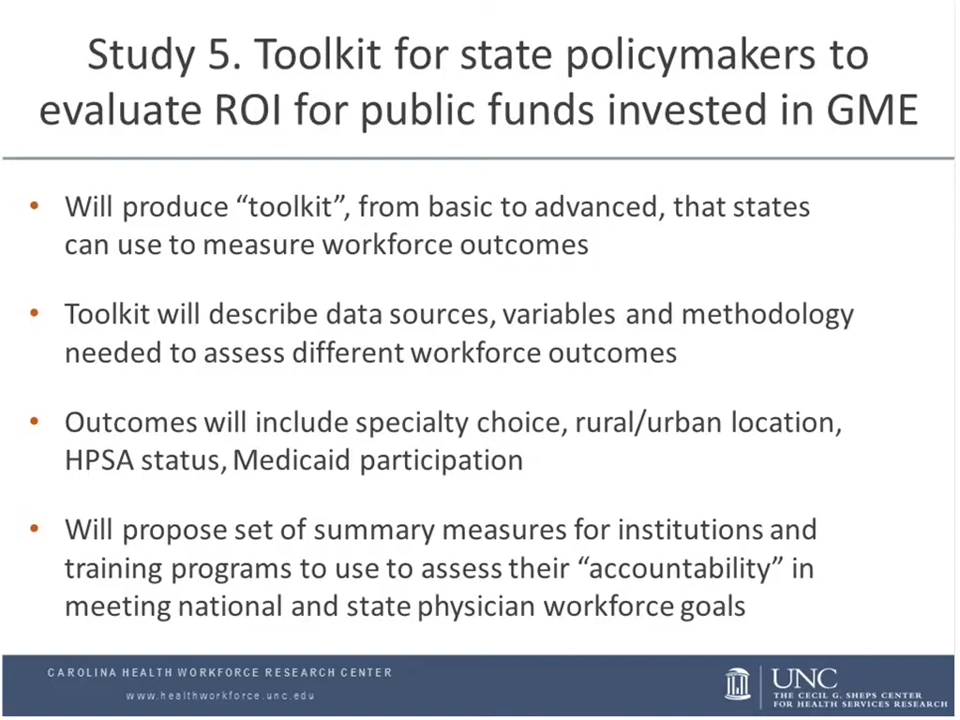 Study 5. Toolkit for state policymakers to
evaluate ROI for public funds invested in GME
• Will produce “toolkit”, from basic to advanced, that states
can use to measure workforce outcomes
• Toolkit will describe data sources, variables and methodology
needed to assess different workforce outcomes
• Outcomes will include specialty choice, rural/urban location,
HPSA status, Medicaid participation
• Will propose set of summary measures for institutions and
training programs to use to assess their “accountability” in
meeting national and state physician workforce goals
CAROLINA HEALTH WORKFORCE RESEARCH CENTER
www.healthworkforce.unc.edu
UNC
THE CECIL G. SHEPS CENTER
FOR HEALTH SERVICES RESEARCH